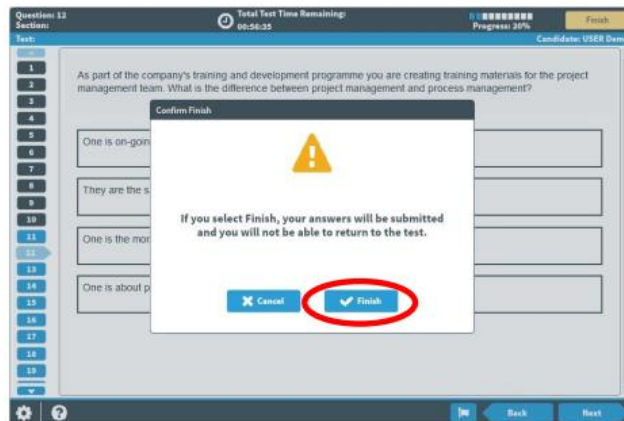 Question: 12
Section:
Total Test Time Remaining:
00:56:35
Progress: 20%
Finish
Test:
Candidate: USER Dem
1
2
3
4
5
6
7
8
9
10
11
12
13
14
15
16
17
18
19
As part of the company's training and development programme you are creating training materials for the project
management team. What is the difference between project management and process management?
One is on-goin
They are the s
One is the mor
One is about p
Confirm Finish
If you select Finish, your answers will be submitted
and you will not be able to return to the test.
Cancel
Finish
Back
Next